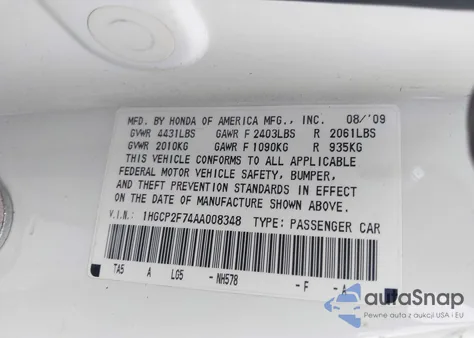 MFD. BY HONDA OF AMERICA MFG., INC. 08/'09
GVWR 4431LBS GAWR F 2403LBS R 2061LBS
GVWR 2010KG GAWR F 1090KG R 935KG
THIS VEHICLE CONFORMS TO ALL APPLICABLE
FEDERAL MOTOR VEHICLE SAFETY, BUMPER,
AND THEFT PREVENTION STANDARDS IN EFFECT
ON THE DATE OF MANUFACTURE SHOWN ABOVE.
V.I.N.: 1HGCP2F74AA008348 TYPE: PASSENGER CAR
TA5 A LG5 -NH578 -F -A
autoSnap
Pewne auta z aukcji USA i EU